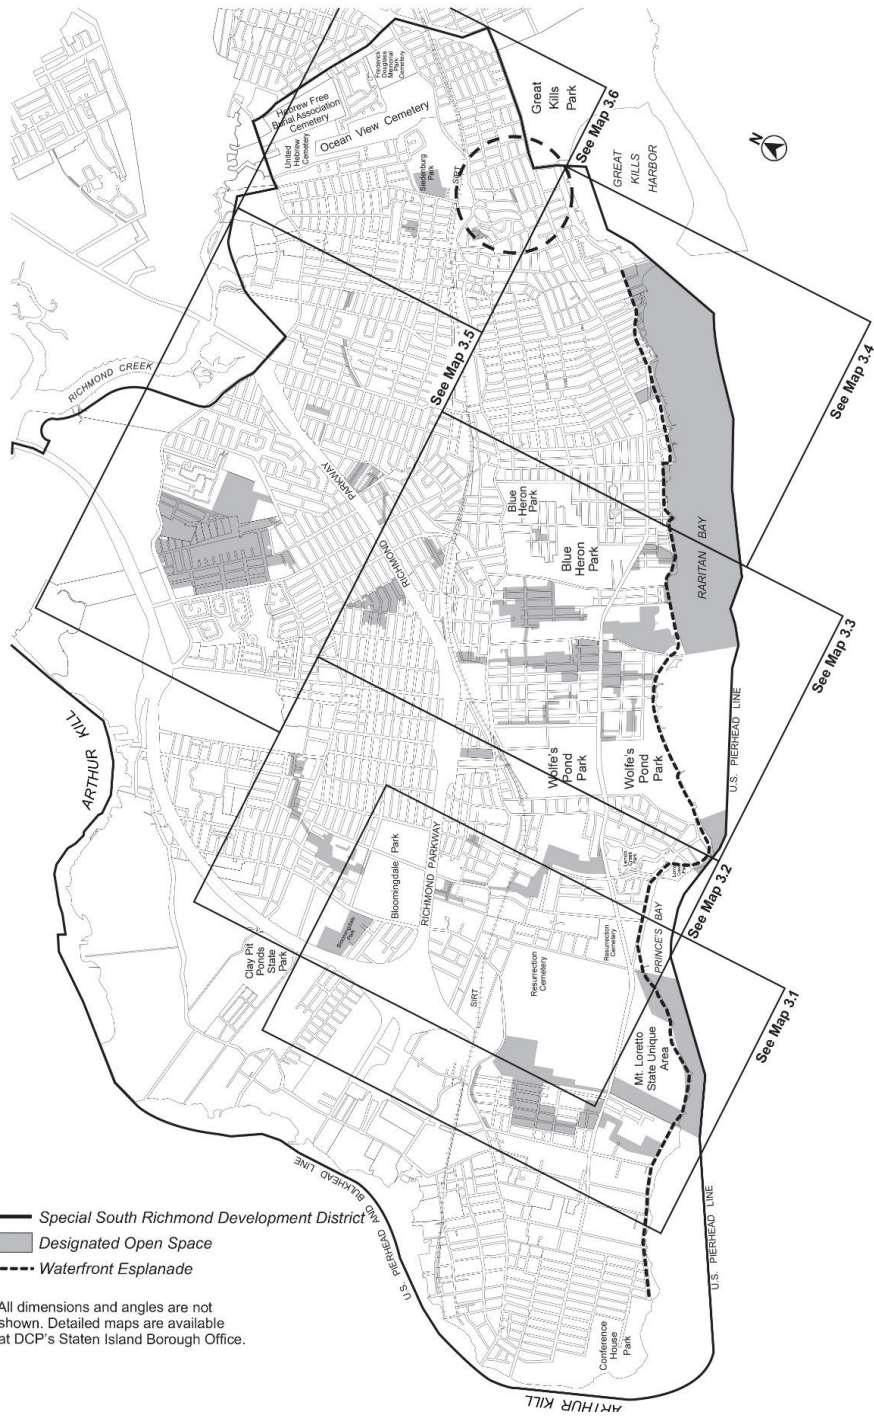 Frederick
Douglass
Memorial
Park
Cemetery
Hebrew Free
Burial Association
Cemetery
United
Hebrew
Cemetery
Ocean View Cemetery
Great
Kills
Park
See Map 3.6
GREAT
KILLS
HARBOR
N
Siedenburg
Park
SIRT
RICHMOND CREEK
See Map 3.5
See Map 3.4
PARKWAY
RICHMOND
Blue
Heron
Park
Blue
Heron
Park
RARITAN BAY
See Map 3.3
U.S. PIERHEAD LINE
ARTHUR KILL
Wolfe's
Pond
Park
Wolfe's
Pond
Park
Bloomingdale Park
RICHMOND PARKWAY
Bloomingdale
Park
Lemon
Creek
Park
See Map 3.2
PRINCE'S BAY
Clay Pit
Ponds
State
Park
Resurrection
Cemetery
Resurrection
Cemetery
SIRT
See Map 3.1
Mt. Loretto
State Unique
Area
U.S. PIERHEAD AND BULKHEAD LINE
U.S. PIERHEAD LINE
Conference
House
Park
ARTHUR KILL
Special South Richmond Development District
Designated Open Space
Waterfront Esplanade
All dimensions and angles are not
shown. Detailed maps are available
at DCP's Staten Island Borough Office.